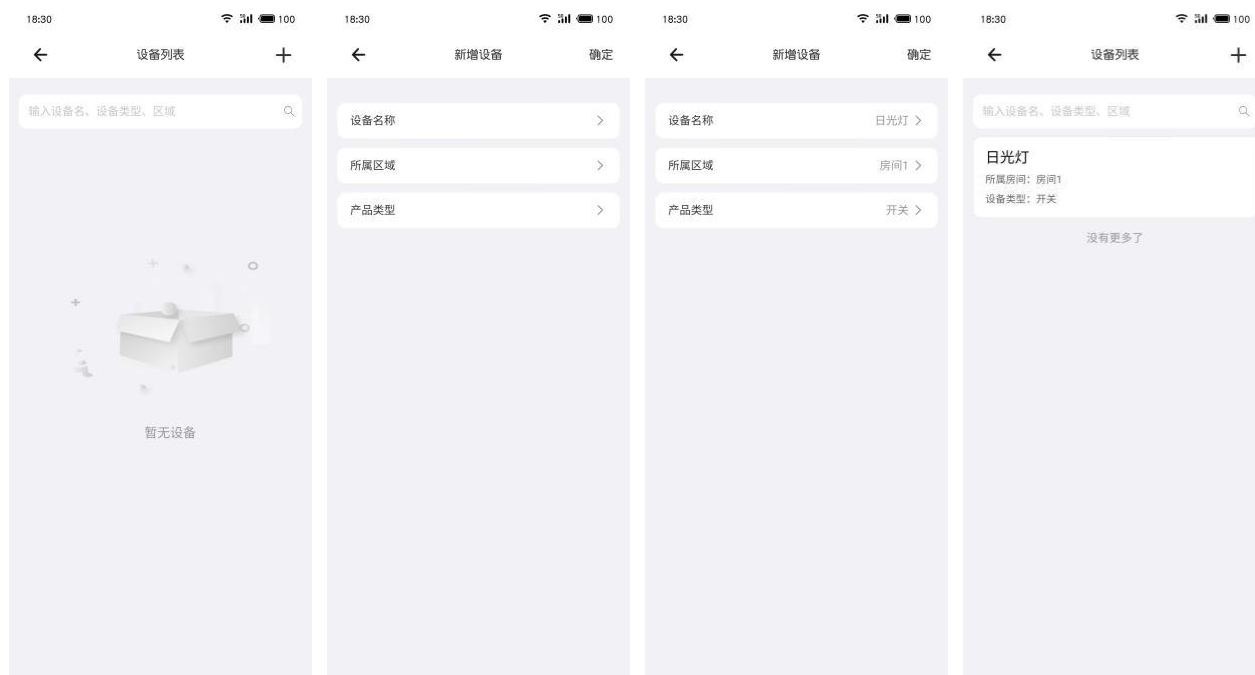 18:30 100
设备列表
输入设备名、设备类型、区域
暂无设备
18:30 100
新增设备 确定
设备名称
所属区域
产品类型
18:30 100
新增设备 确定
设备名称 日光灯
所属区域 房间1
产品类型 开关
18:30 100
设备列表
输入设备名、设备类型、区域
日光灯
所属房间：房间1
设备类型：开关
没有更多了